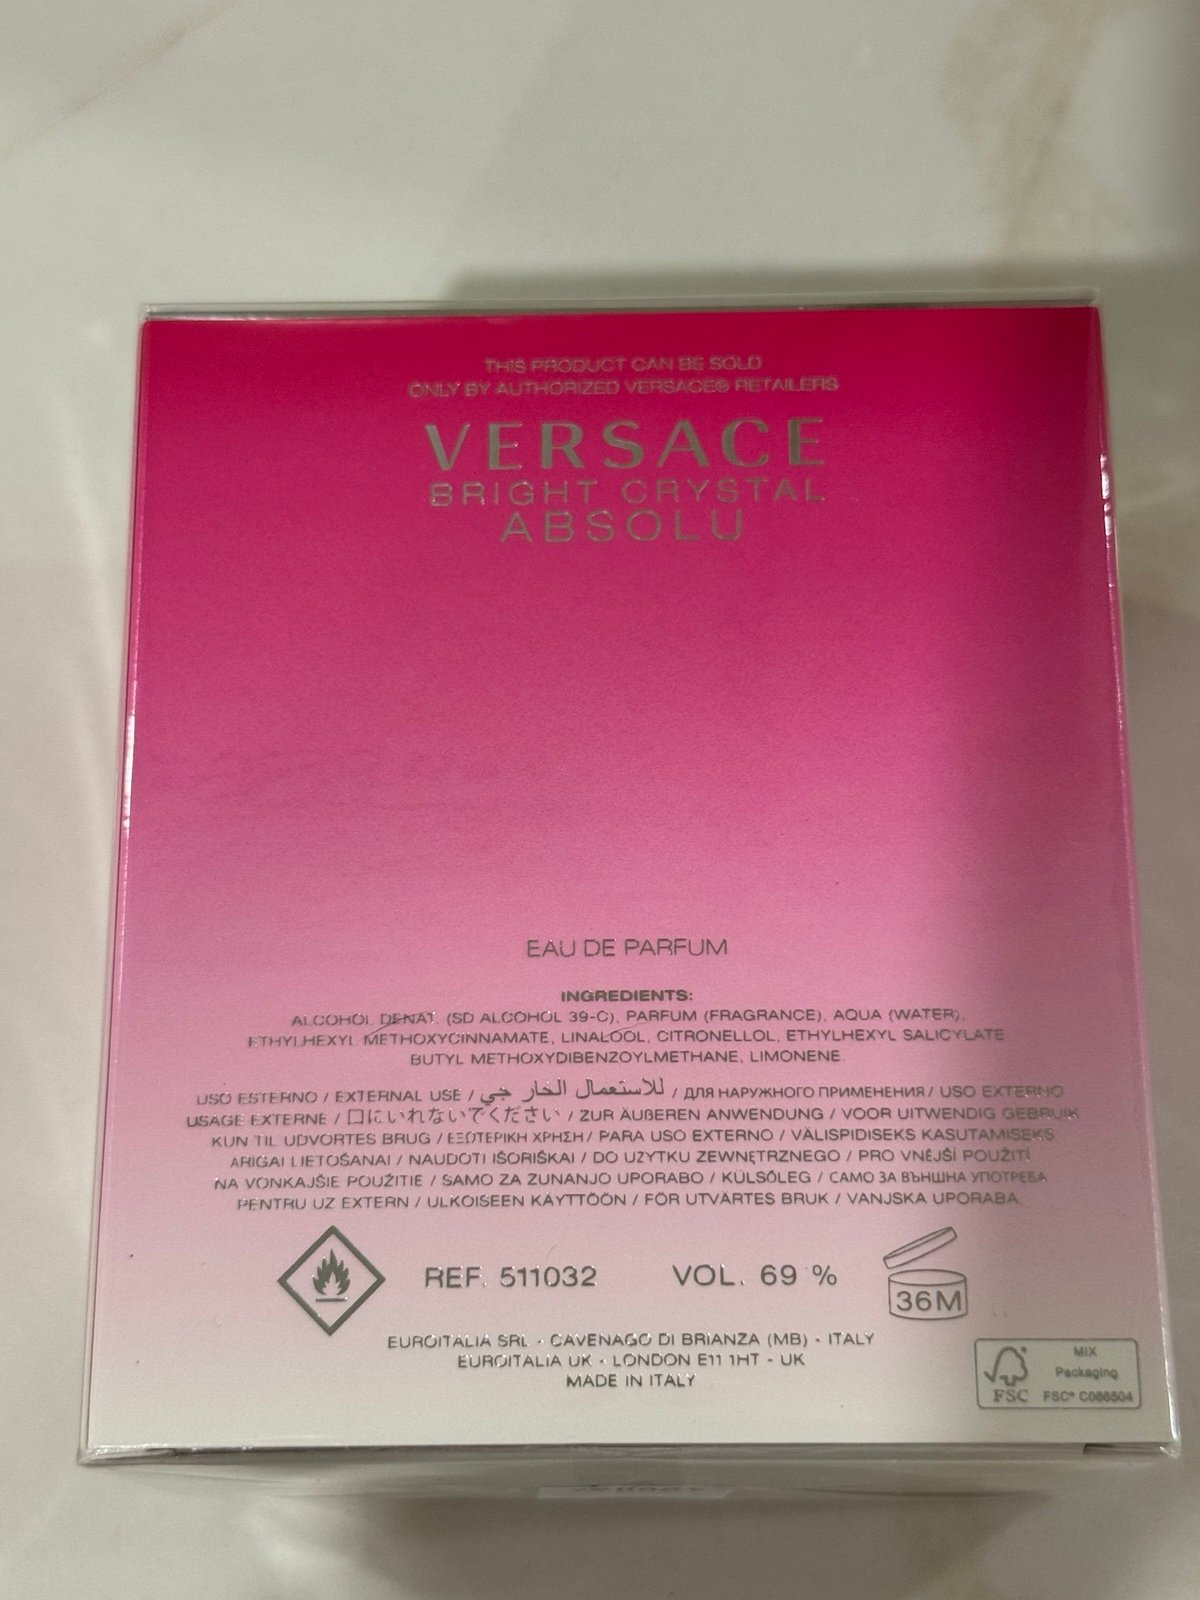 THIS PRODUCT CAN BE SOLD
ONLY BY AUTHORIZED VERSACE® RETAILERS
VERSACE
BRIGHT CRYSTAL
ABSOLU
EAU DE PARFUM
INGREDIENTS:
ALCOHOL DENAT. (SD ALCOHOL 39-C), PARFUM (FRAGRANCE), AQUA (WATER),
ETHYLHEXYL METHOXYCINNAMATE, LINALOOL, CITRONELLOL, ETHYLHEXYL SALICYLATE
BUTYL METHOXYDIBENZOYLMETHANE, LIMONENE
USO ESTERNO / EXTERNAL USE / للاستعمال الخار جي / ДЛЯ НАРУЖНОГО ПРИМЕНЕНИЯ / USO EXTERNO
USAGE EXTERNE / 口にいれないでください / ZUR ÄUßEREN ANWENDUNG / VOOR UITWENDIG GEBRUIK
KUN TIL UDVORTES BRUG / ΕΞΩΤΕΡΙΚΗ ΧΡΗΣΗ / PARA USO EXTERNO / VÄLISPIDISEKS KASUTAMISEKS
ARIGAI LIETOŠANAI / NAUDOTI IŠORIŠKAI / DO UZYTKU ZEWNĘTRZNEGO / PRO VNĚJŠÍ POUŽITÍ
NA VONKAJŠIE POUŽITIE / SAMO ZA ZUNANJO UPORABO / KÜLSŐLEG / САМО ЗА ВЪНШНА УПОТРЕБА
PENTRU UZ EXTERN / ULKOISEEN KÄYTTÖÖN / FÖR UTVÄRTES BRUK / VANJSKA UPORABA
REF. 511032 VOL. 69 % 36M
EUROITALIA SRL - CAVENAGO DI BRIANZA (MB) - ITALY
EUROITALIA UK - LONDON E11 1HT - UK
MADE IN ITALY
FSC
MIX
Packaging
FSC® C066504